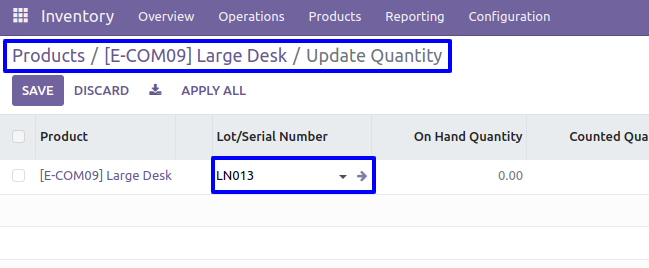 Inventory Overview Operations Products Reporting Configuration
Products / [E-COM09] Large Desk / Update Quantity
SAVE DISCARD APPLY ALL
Product Lot/Serial Number On Hand Quantity Counted Qua
[E-COM09] Large Desk LN013 0.00